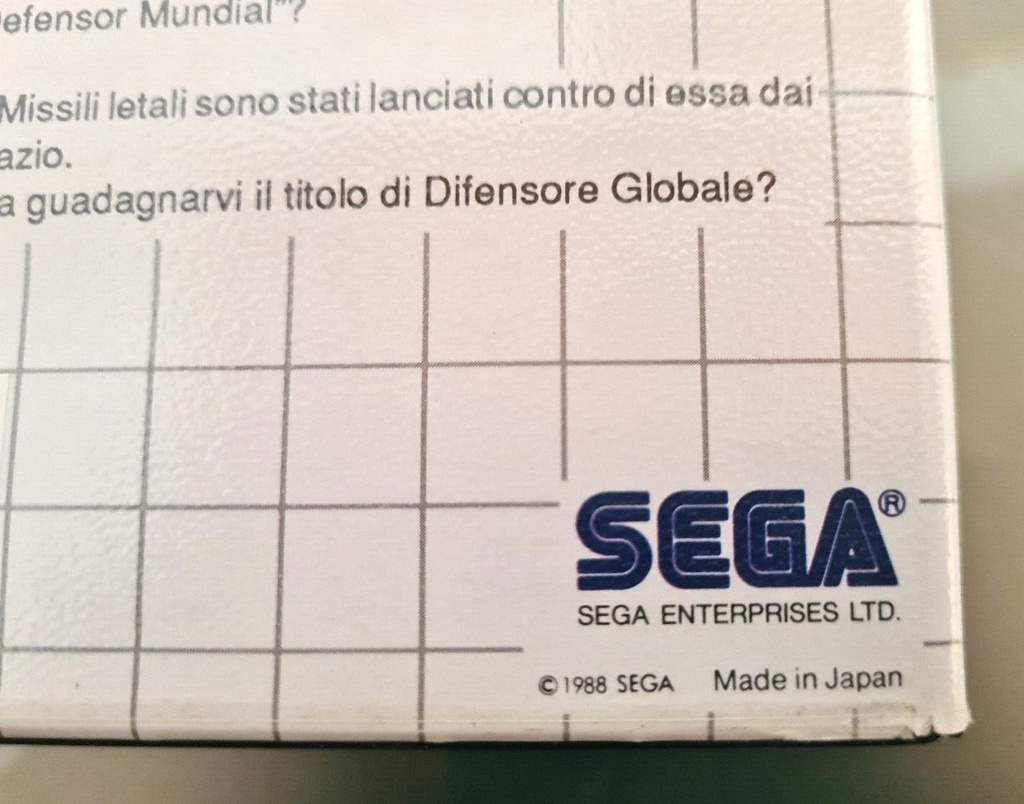 efensor Mundial"?
Missili letali sono stati lanciati contro di essa dai
azio.
a guadagnarvi il titolo di Difensore Globale?
SEGA®
SEGA ENTERPRISES LTD.
© 1988 SEGA Made in Japan